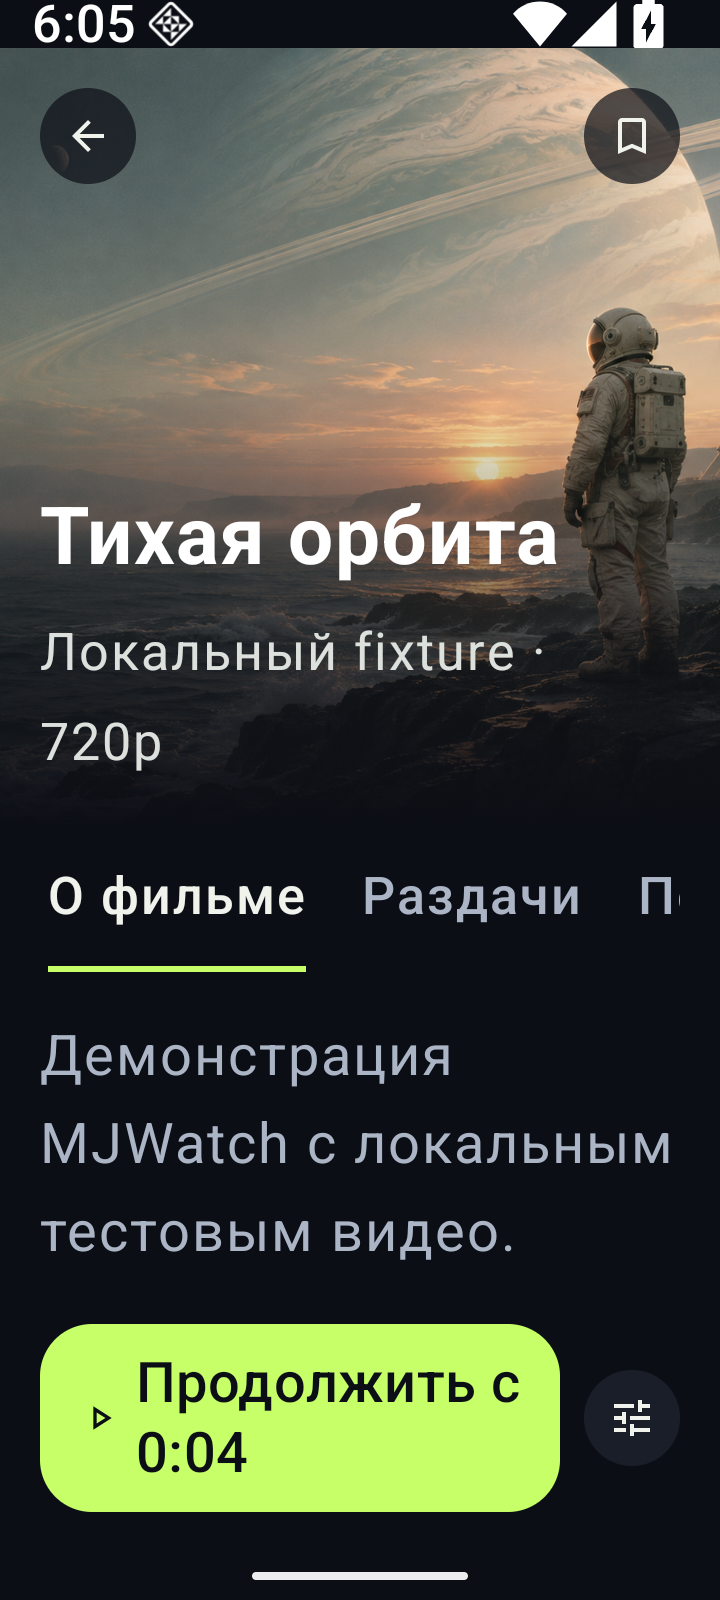 6:05
Тихая орбита
Локальный fixture ·
720p
О фильме Раздачи
Демонстрация
MJWatch с локальным
тестовым видео.
Продолжить с
0:04